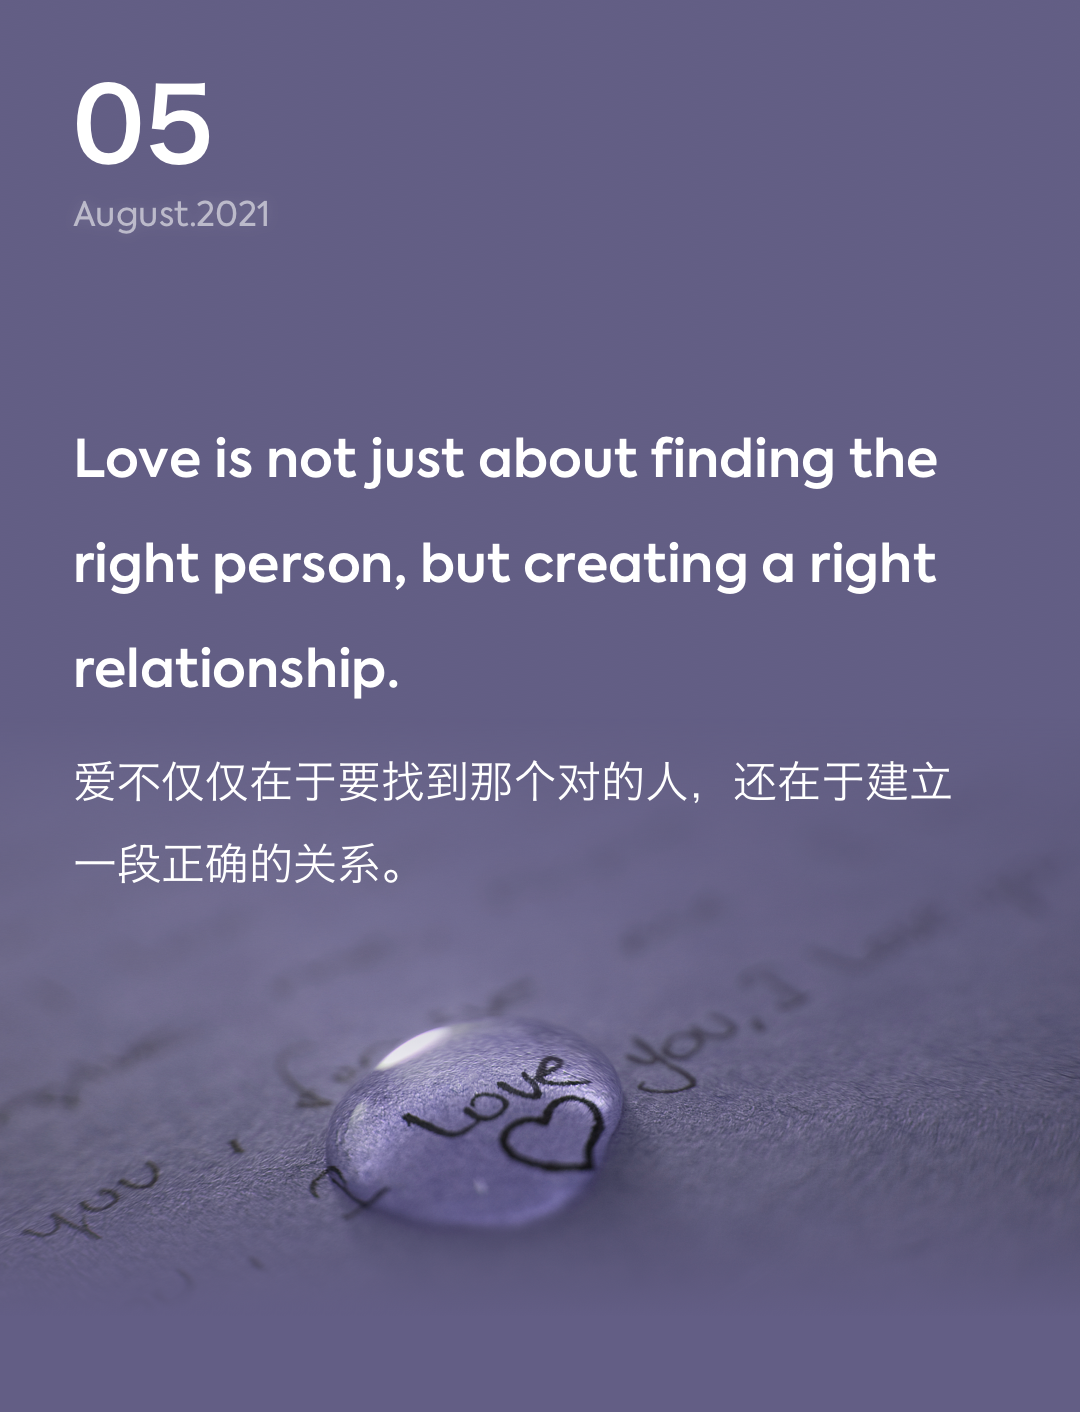 05
August.2021
Love is not just about finding the
right person, but creating a right
relationship.
爱不仅仅在于要找到那个对的人，还在于建立
一段正确的关系。
you, I
Love
you , I